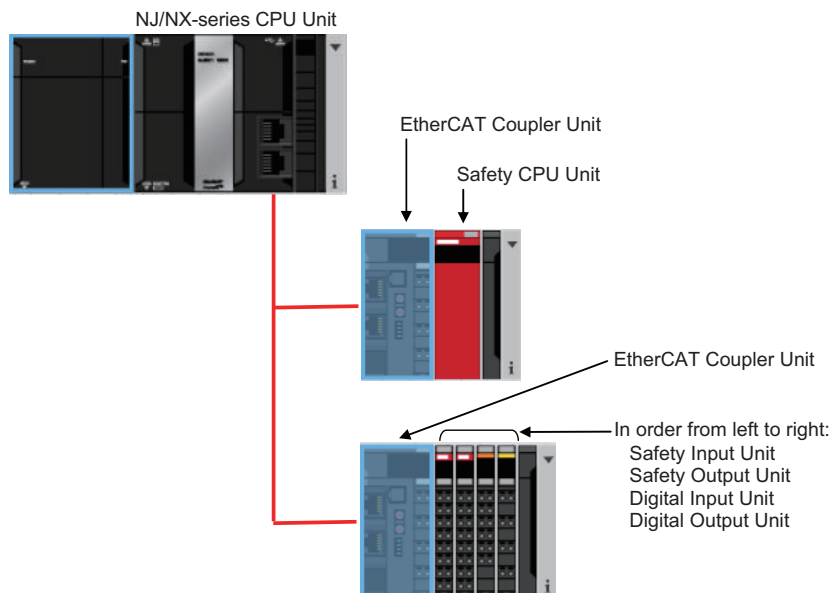 NJ/NX-series CPU Unit
EtherCAT Coupler Unit
Safety CPU Unit
EtherCAT Coupler Unit
In order from left to right:
Safety Input Unit
Safety Output Unit
Digital Input Unit
Digital Output Unit